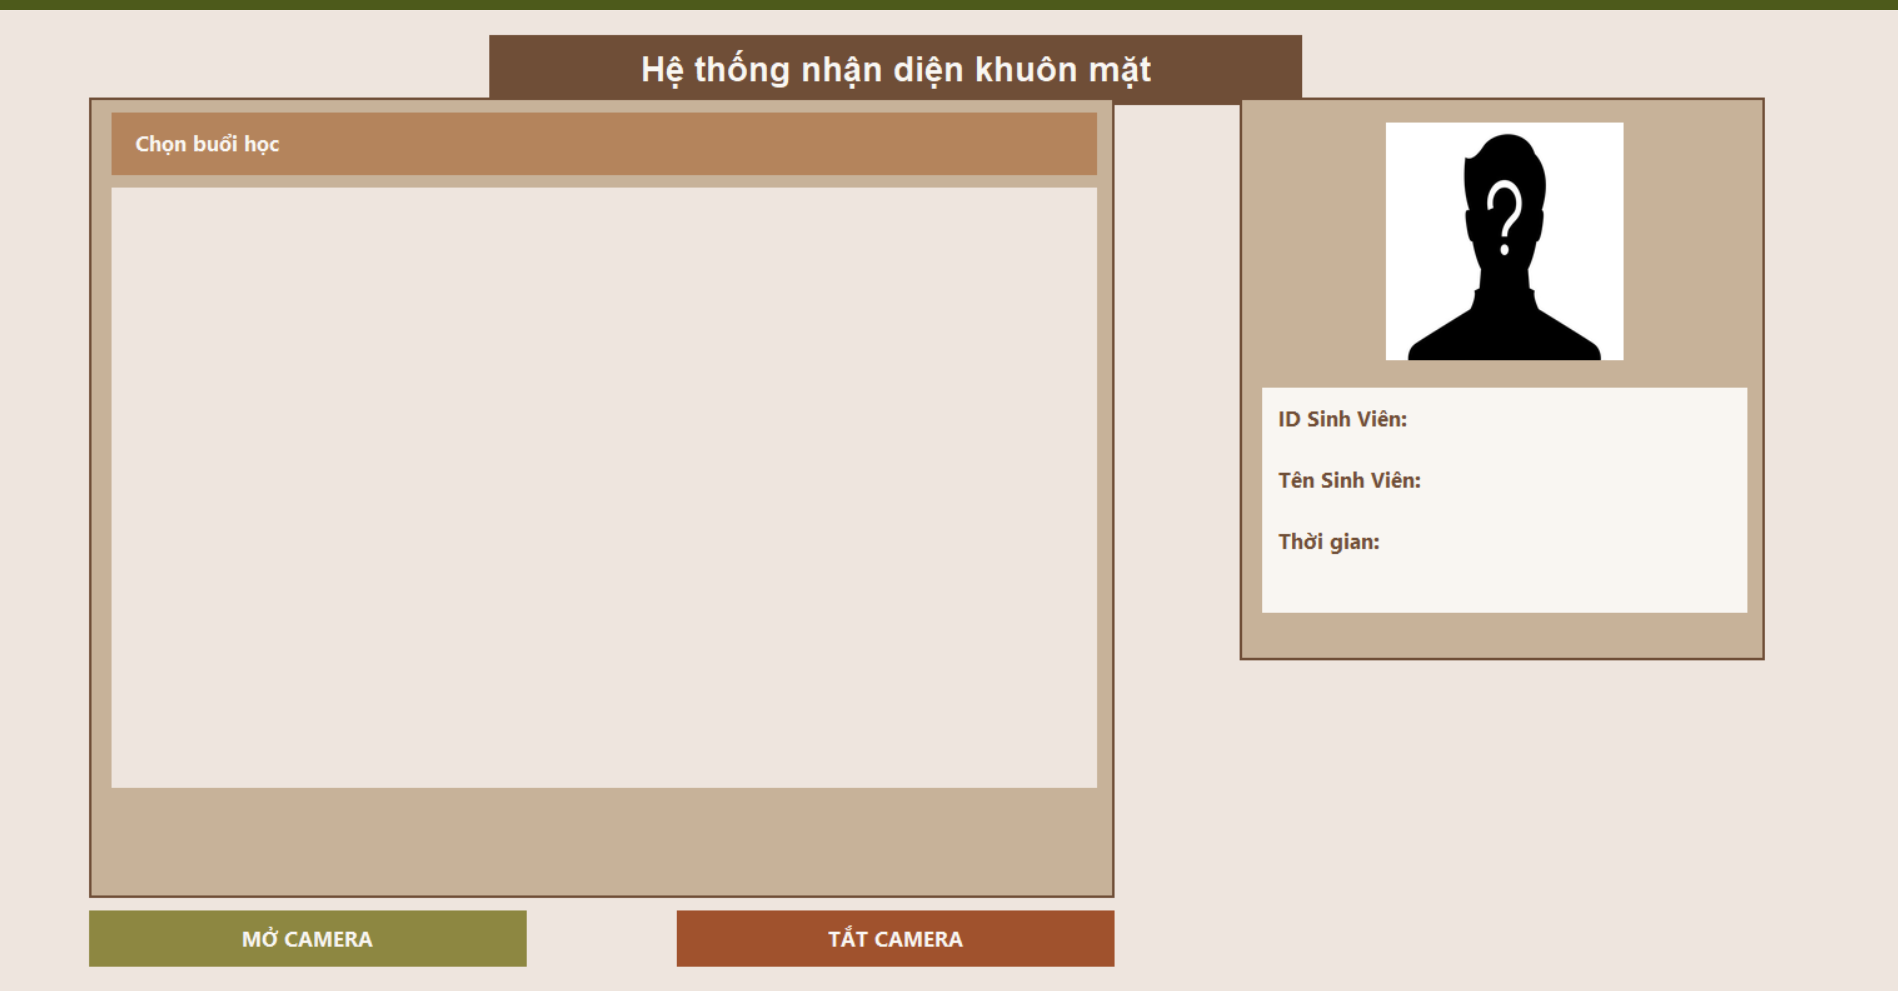 Hệ thống nhận diện khuôn mặt
Chọn buổi học
?
ID Sinh Viên:
Tên Sinh Viên:
Thời gian:
MỞ CAMERA
TẮT CAMERA